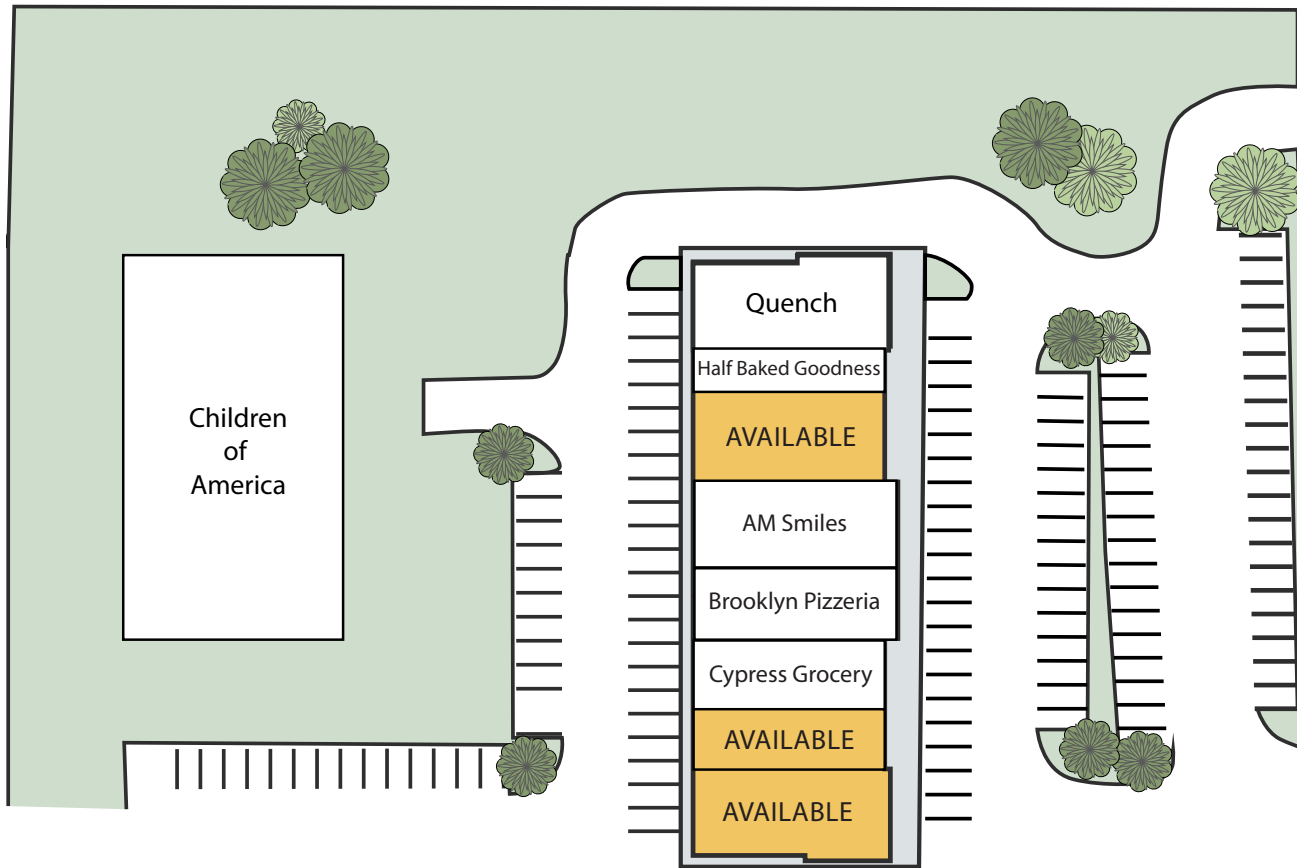 Quench
Half Baked Goodness
AVAILABLE
Children
of
America
AM Smiles
Brooklyn Pizzeria
Cypress Grocery
AVAILABLE
AVAILABLE